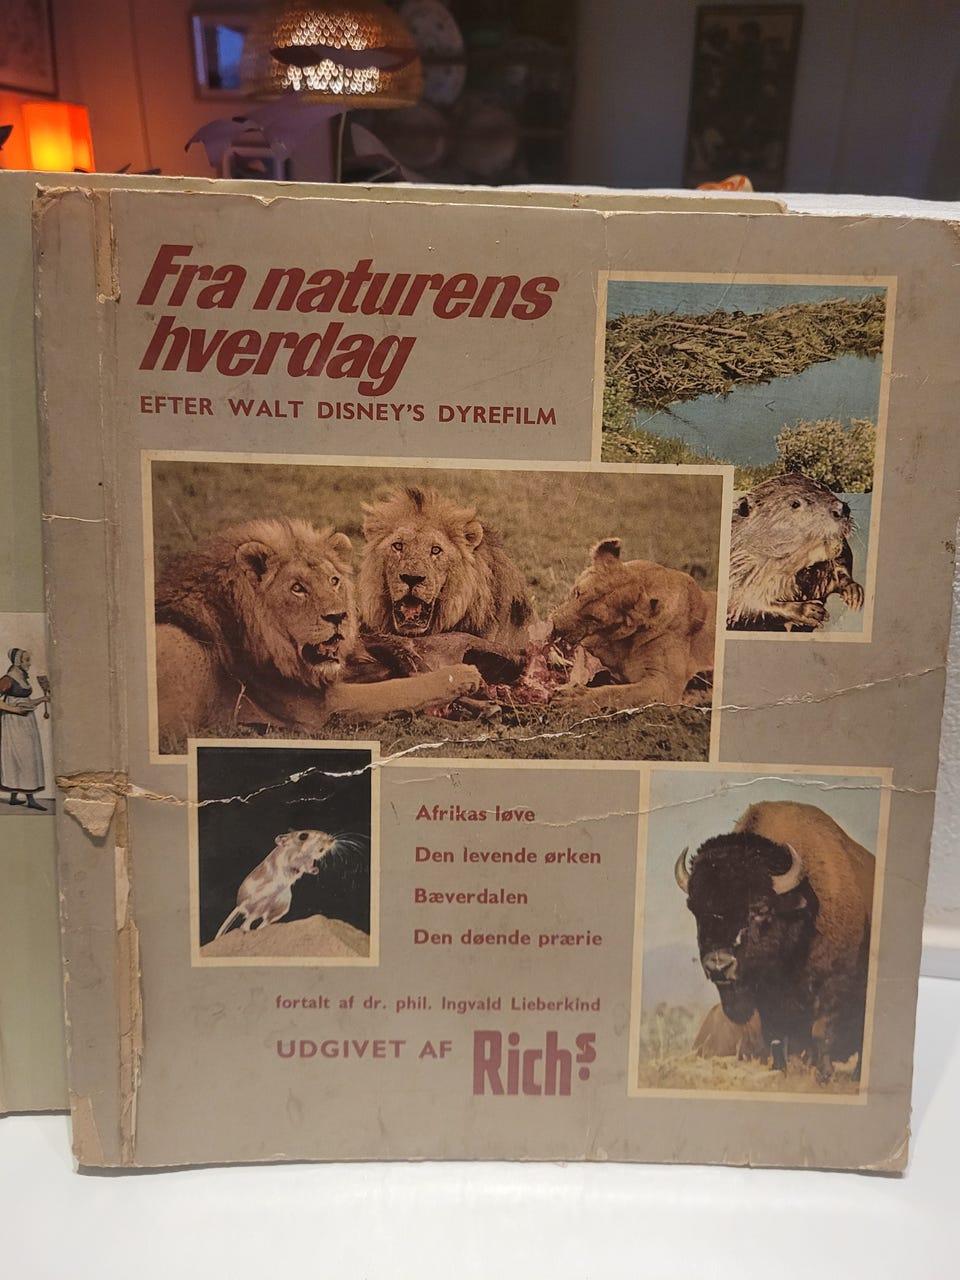 Fra naturens
hverdag
EFTER WALT DISNEY'S DYREFILM
Afrikas løve
Den levende ørken
Bæverdalen
Den døende prærie
fortalt af dr. phil. Ingvald Lieberkind
UDGIVET AF Richs